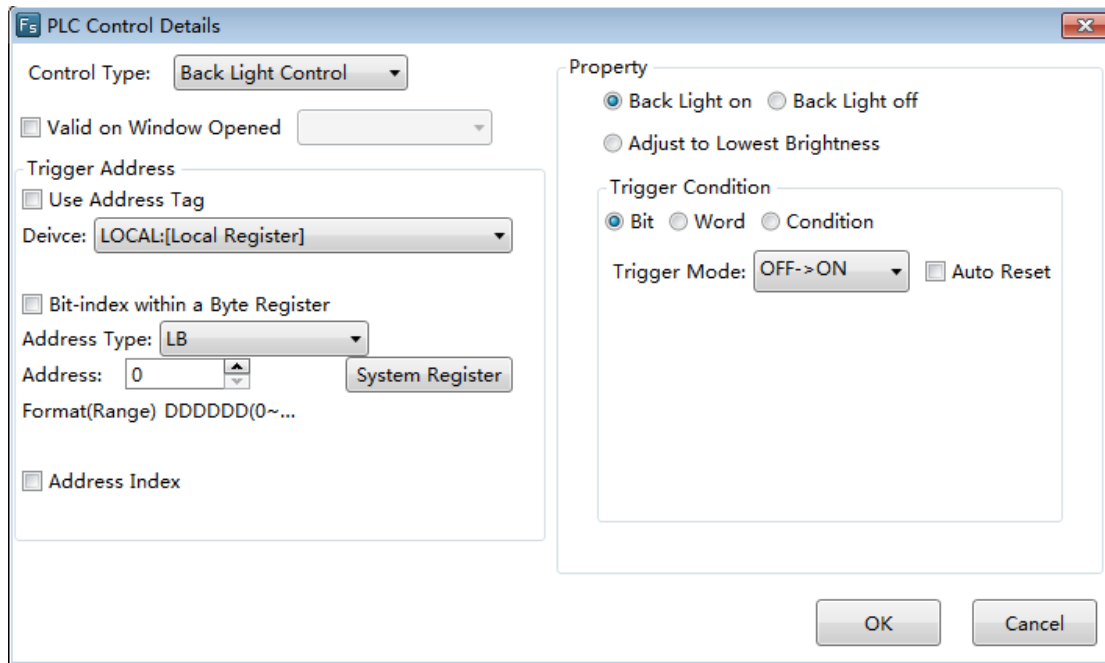 Fs PLC Control Details
Control Type: Back Light Control
Valid on Window Opened
Trigger Address
Use Address Tag
Deivce: LOCAL:[Local Register]
Bit-index within a Byte Register
Address Type: LB
Address: 0 System Register
Format(Range) DDDDDD(0~...
Address Index
Property
Back Light on Back Light off
Adjust to Lowest Brightness
Trigger Condition
Bit Word Condition
Trigger Mode: OFF->ON Auto Reset
OK Cancel